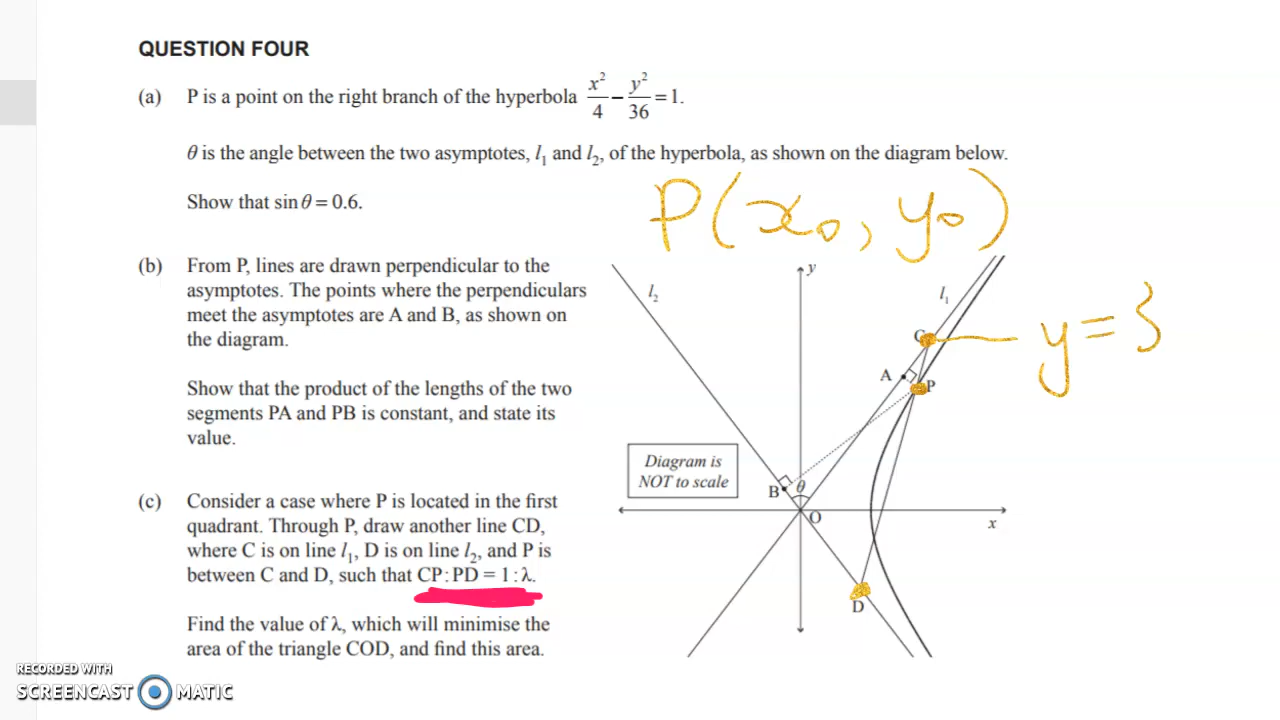 QUESTION FOUR
(a) P is a point on the right branch of the hyperbola x²/4 − y²/36 = 1.
θ is the angle between the two asymptotes, l₁ and l₂, of the hyperbola, as shown on the diagram below.
Show that sin θ = 0.6.
P(x₀, y₀)
(b) From P, lines are drawn perpendicular to the
asymptotes. The points where the perpendiculars
meet the asymptotes are A and B, as shown on
the diagram.
Show that the product of the lengths of the two
segments PA and PB is constant, and state its
value.
(c) Consider a case where P is located in the first
quadrant. Through P, draw another line CD,
where C is on line l₁, D is on line l₂, and P is
between C and D, such that CP : PD = 1 : λ.
Find the value of λ, which will minimise the
area of the triangle COD, and find this area.
y
l₂
l₁
C
y = 3
A
P
Diagram is
NOT to scale
B
θ
O
x
D
RECORDED WITH
SCREENCAST MATIC